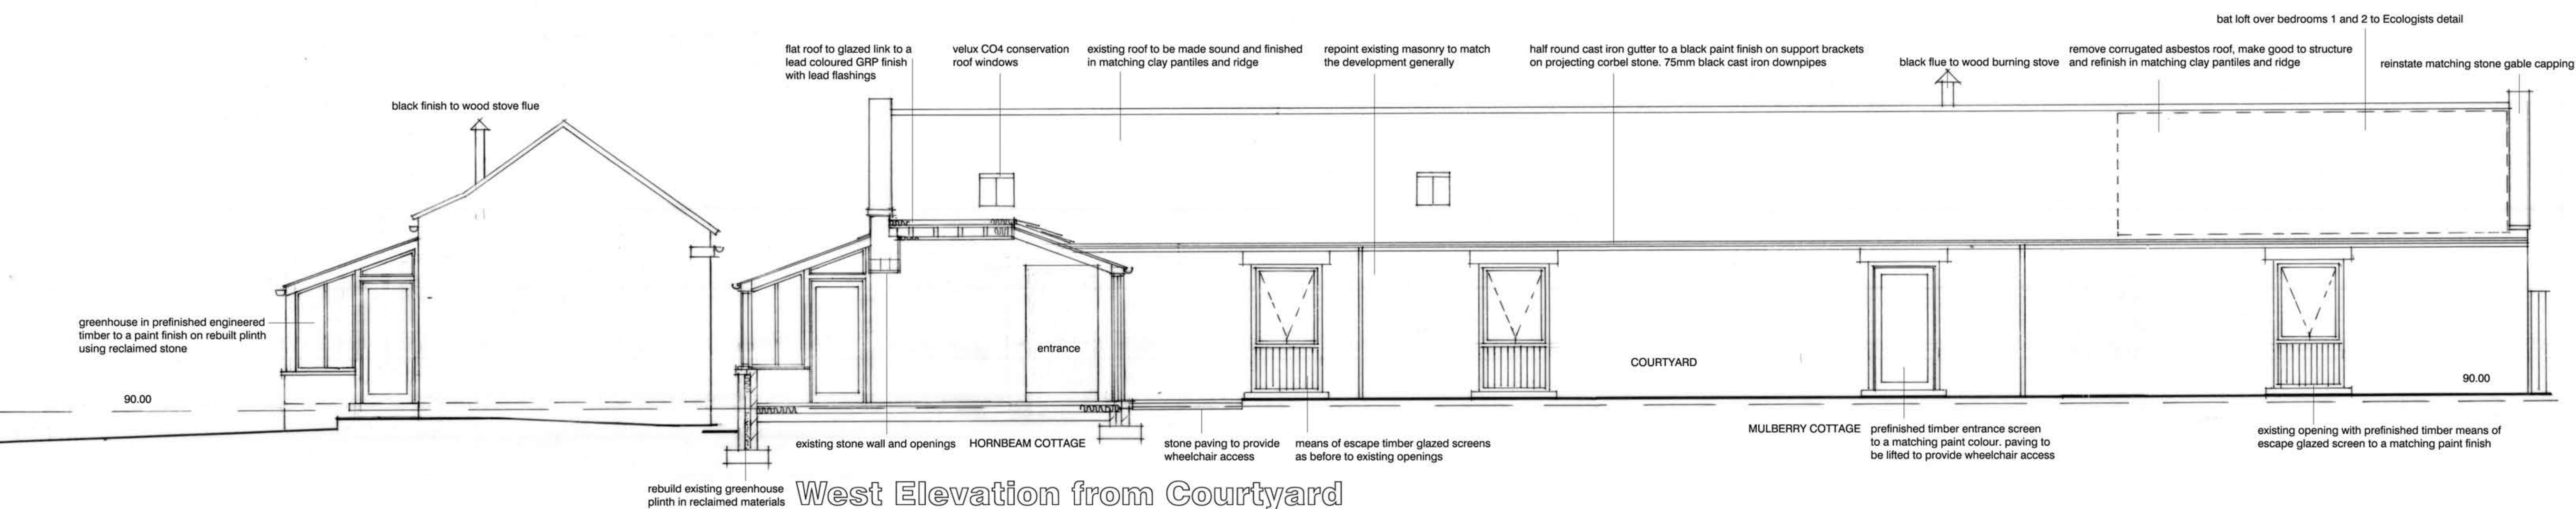 bat loft over bedrooms 1 and 2 to Ecologists detail
flat roof to glazed link to a
lead coloured GRP finish
with lead flashings
velux CO4 conservation
roof windows
existing roof to be made sound and finished
in matching clay pantiles and ridge
repoint existing masonry to match
the development generally
half round cast iron gutter to a black paint finish on support brackets
on projecting corbel stone. 75mm black cast iron downpipes
black flue to wood burning stove
remove corrugated asbestos roof, make good to structure
and refinish in matching clay pantiles and ridge
reinstate matching stone gable capping
black finish to wood stove flue
greenhouse in prefinished engineered
timber to a paint finish on rebuilt plinth
using reclaimed stone
entrance
COURTYARD
90.00
90.00
existing stone wall and openings
HORNBEAM COTTAGE
stone paving to provide
wheelchair access
means of escape timber glazed screens
as before to existing openings
MULBERRY COTTAGE
prefinished timber entrance screen
to a matching paint colour. paving to
be lifted to provide wheelchair access
existing opening with prefinished timber means of
escape glazed screen to a matching paint finish
rebuild existing greenhouse
plinth in reclaimed materials
West Elevation from Courtyard